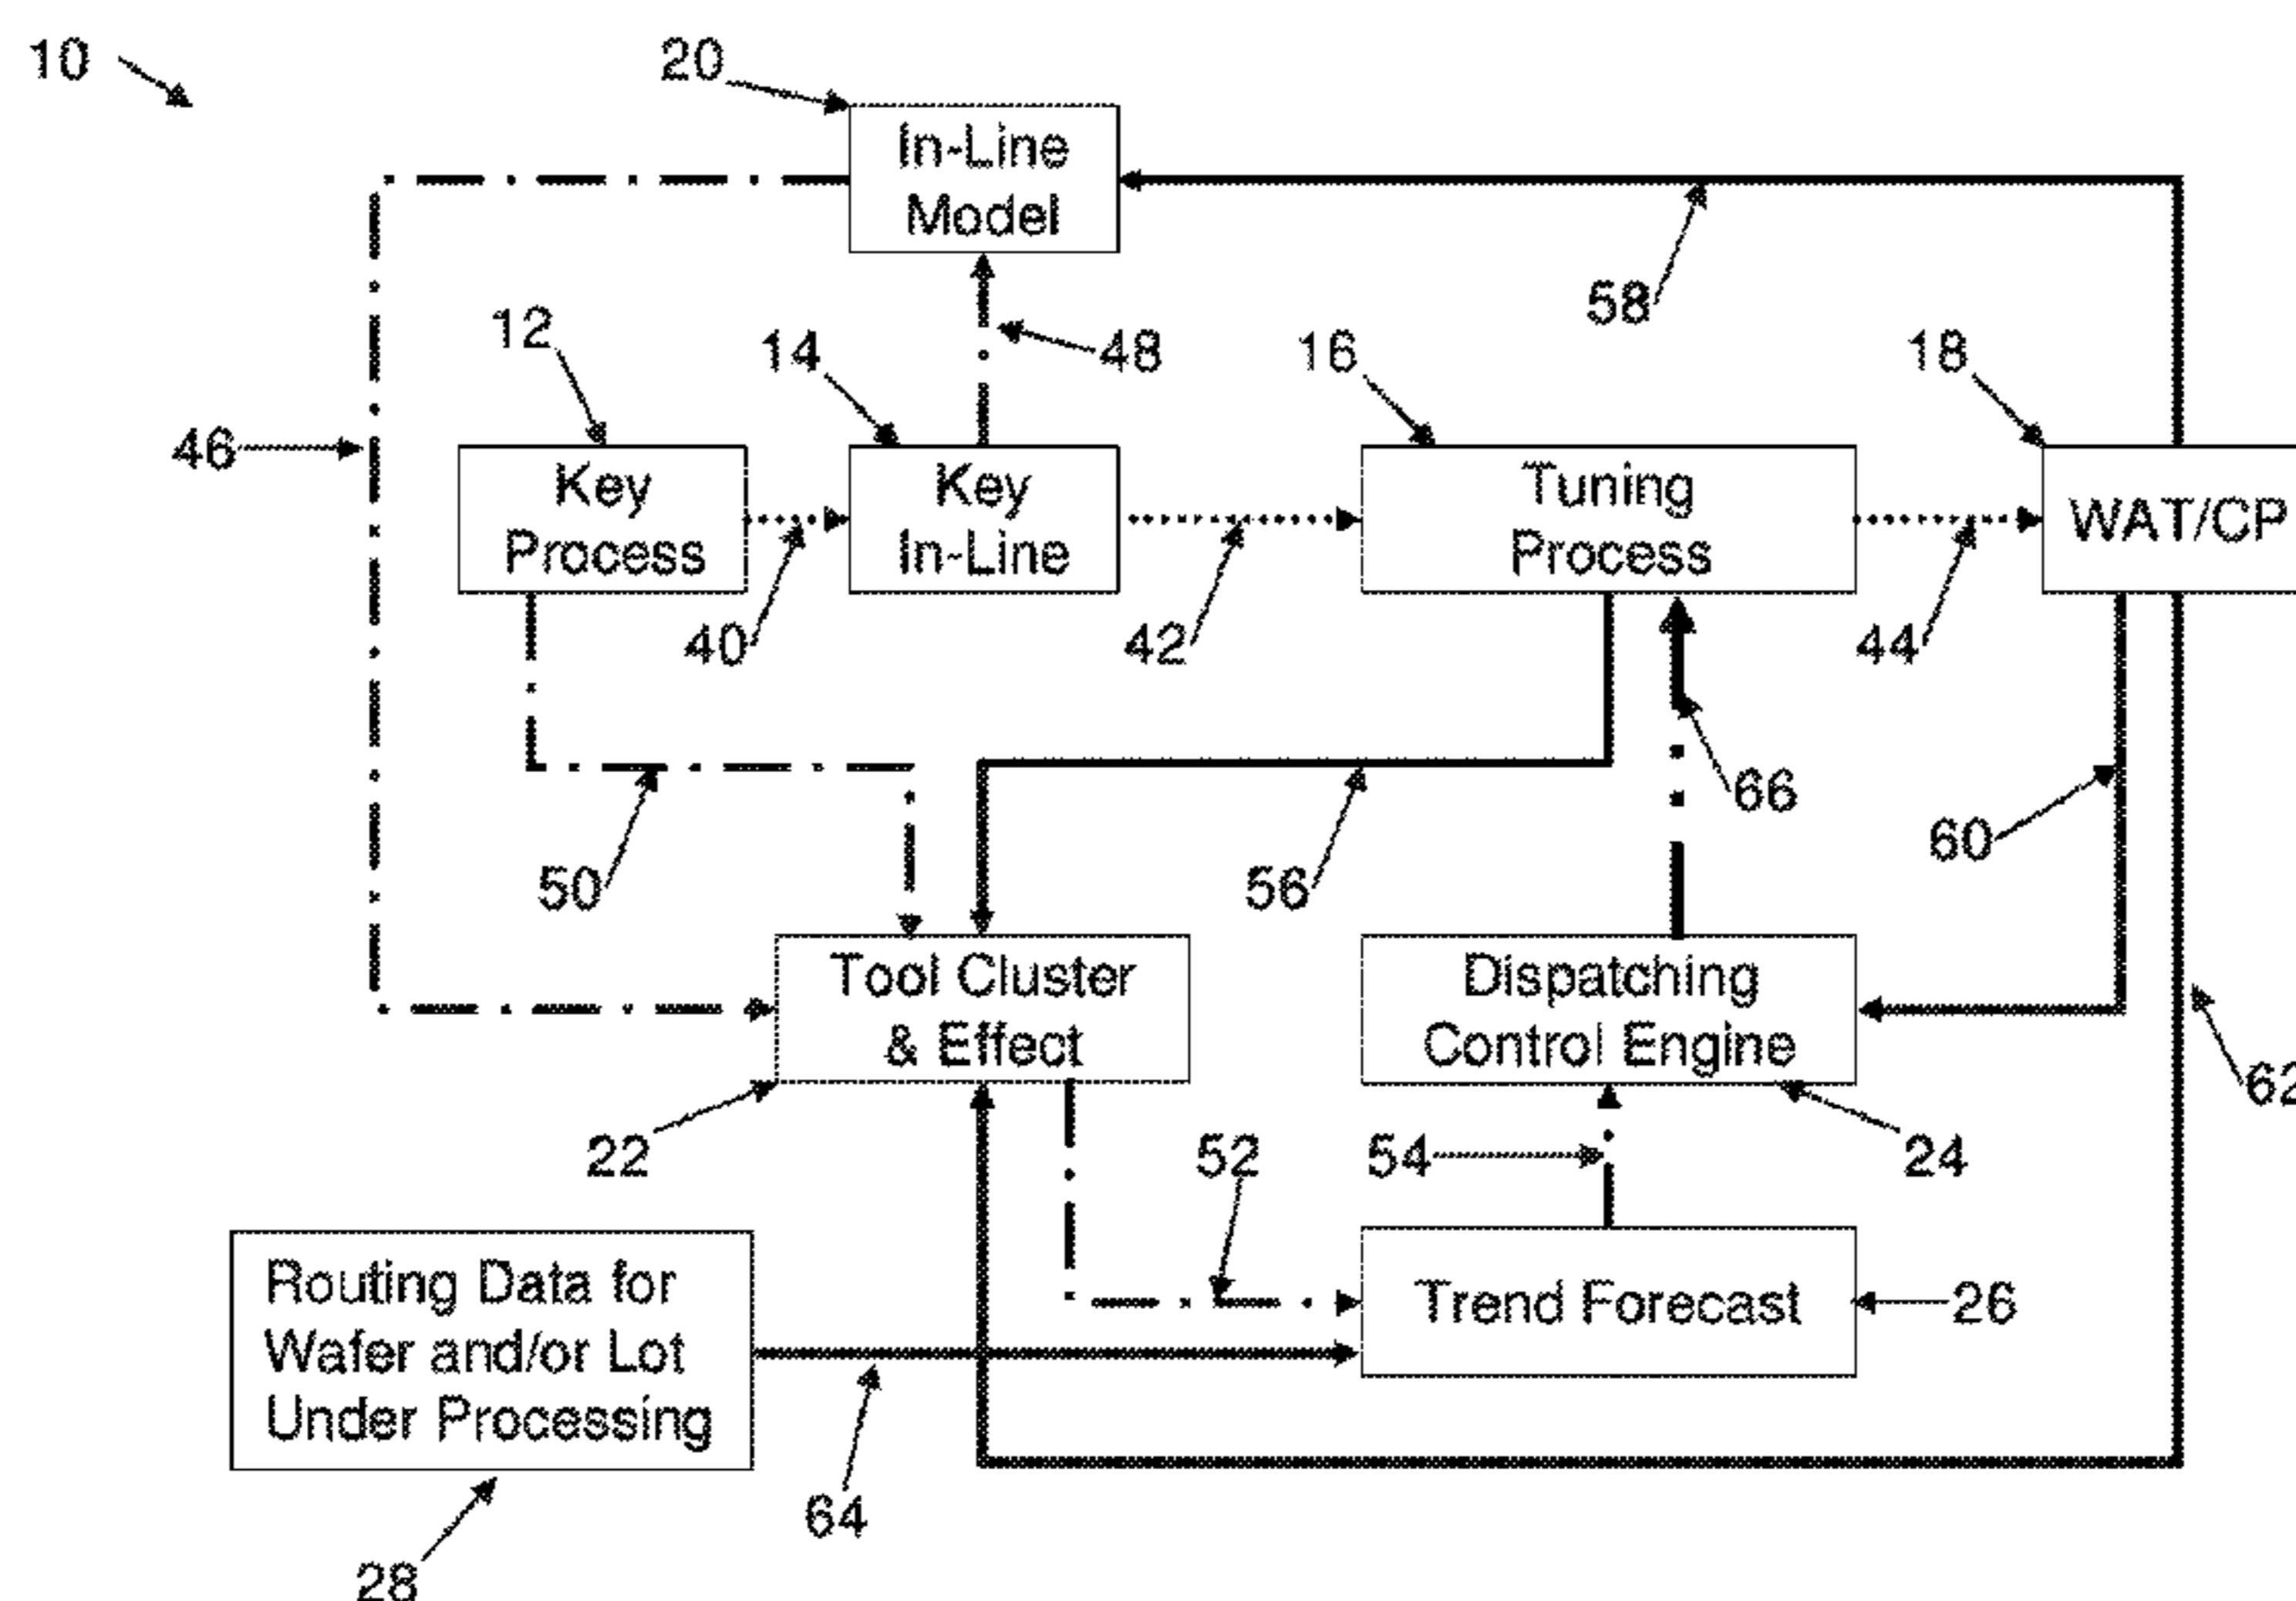 10
20
In-Line
Model
58
12
14
48
16
18
46
Key
Process
Key
In-Line
Tuning
Process
WAT/CP
40
42
44
66
50
56
60
Tool Cluster
& Effect
Dispatching
Control Engine
62
22
52
54
24
Routing Data for
Wafer and/or Lot
Under Processing
Trend Forecast
26
64
28